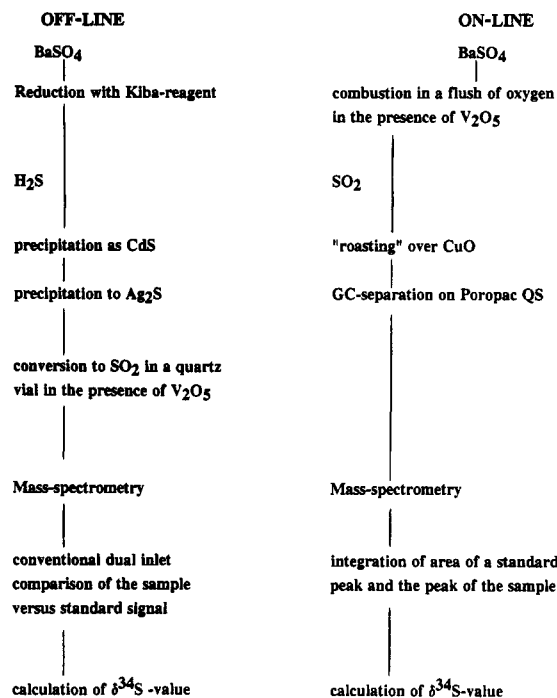 OFF-LINE
BaSO4
Reduction with Kiba-reagent
H2S
precipitation as CdS
precipitation to Ag2S
conversion to SO2 in a quartz
vial in the presence of V2O5
Mass-spectrometry
conventional dual inlet
comparison of the sample
versus standard signal
calculation of δ34S -value
ON-LINE
BaSO4
combustion in a flush of oxygen
in the presence of V2O5
SO2
"roasting" over CuO
GC-separation on Poropac QS
Mass-spectrometry
integration of area of a standard
peak and the peak of the sample
calculation of δ34S-value